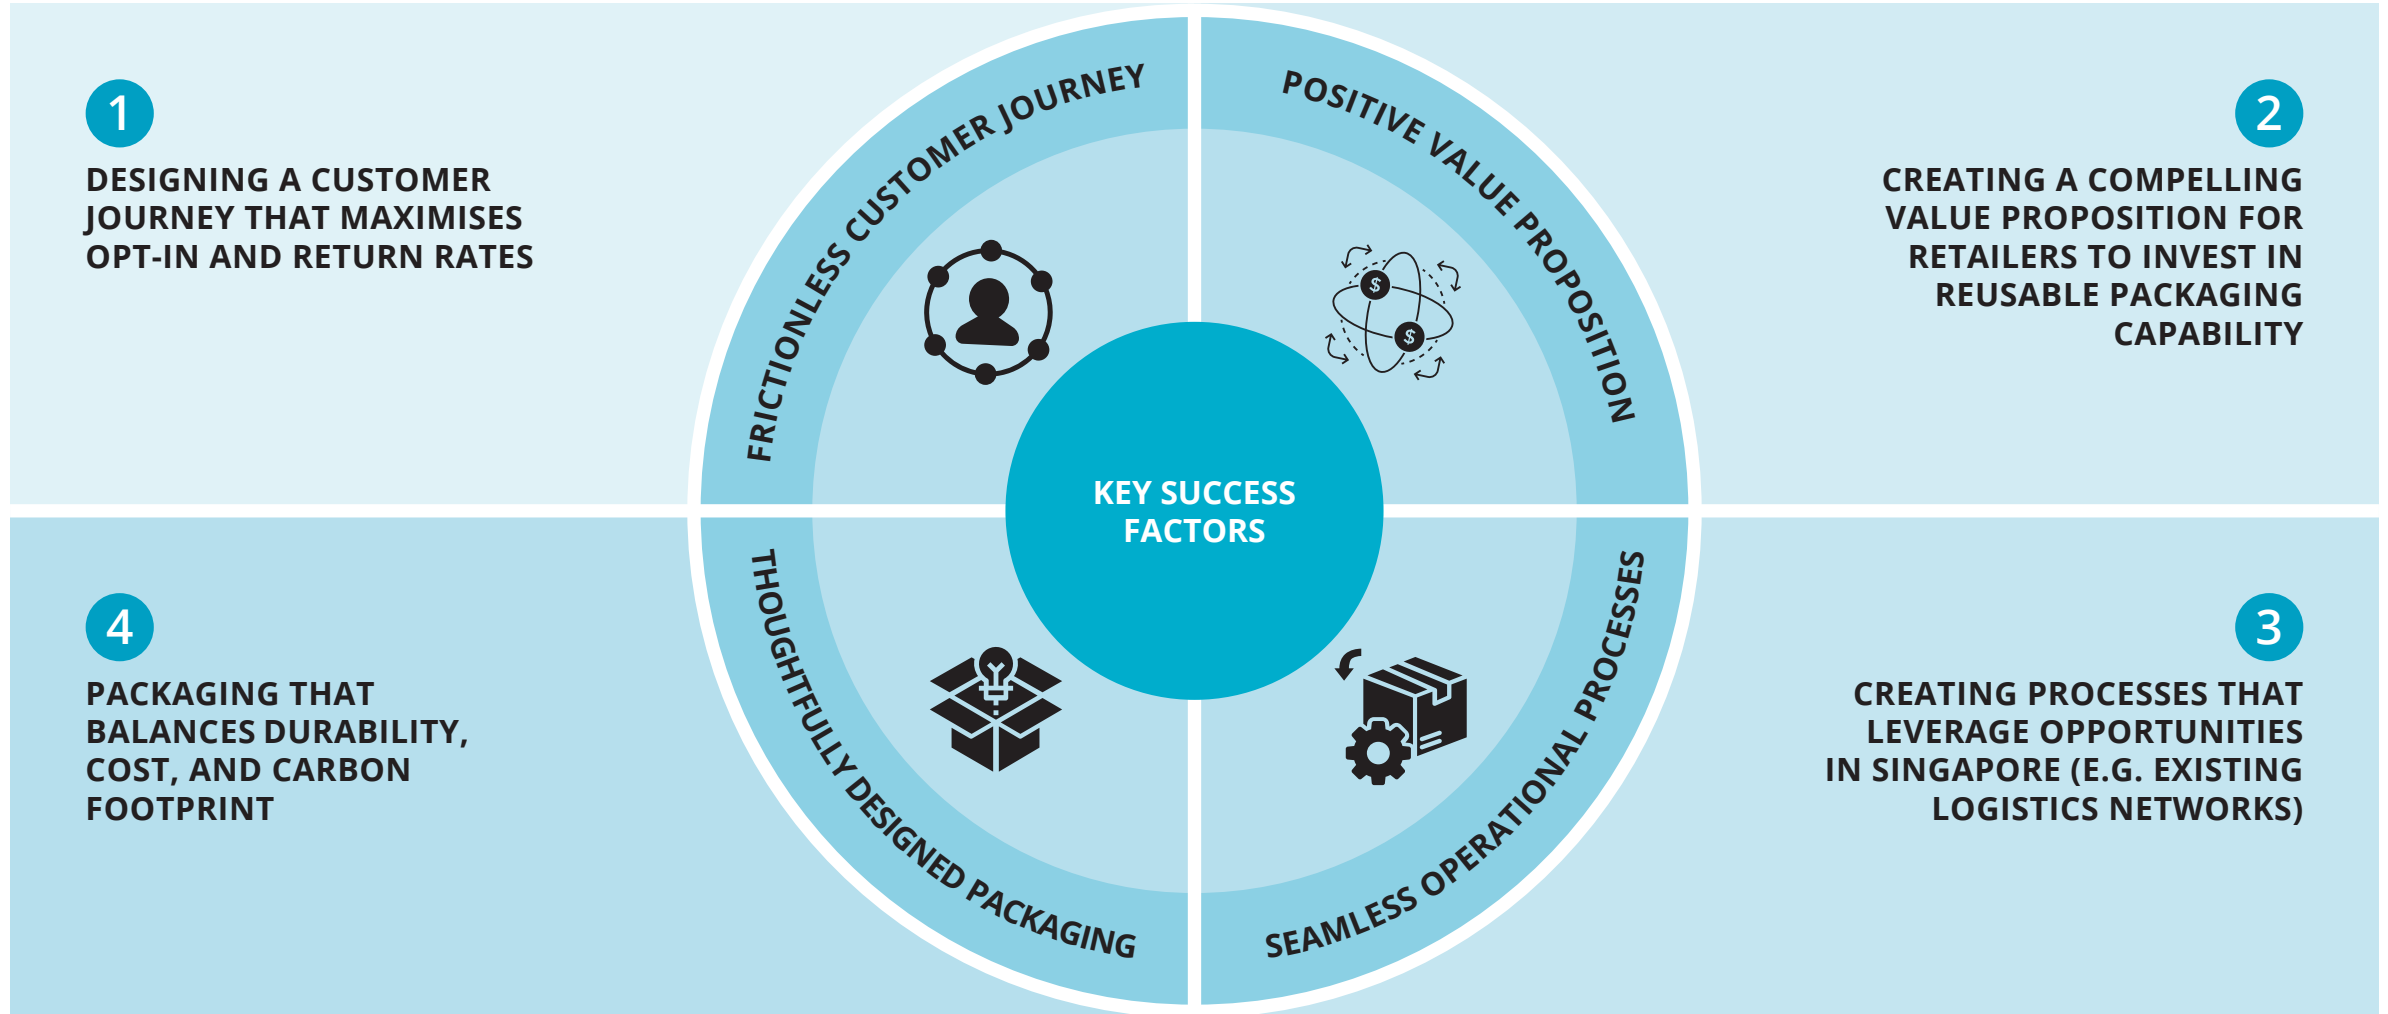 1
DESIGNING A CUSTOMER
JOURNEY THAT MAXIMISES
OPT-IN AND RETURN RATES
FRICTIONLESS CUSTOMER JOURNEY
POSITIVE VALUE PROPOSITION
2
CREATING A COMPELLING
VALUE PROPOSITION FOR
RETAILERS TO INVEST IN
REUSABLE PACKAGING
CAPABILITY
$
$
KEY SUCCESS
FACTORS
4
PACKAGING THAT
BALANCES DURABILITY,
COST, AND CARBON
FOOTPRINT
THOUGHTFULLY DESIGNED PACKAGING
SEAMLESS OPERATIONAL PROCESSES
3
CREATING PROCESSES THAT
LEVERAGE OPPORTUNITIES
IN SINGAPORE (E.G. EXISTING
LOGISTICS NETWORKS)